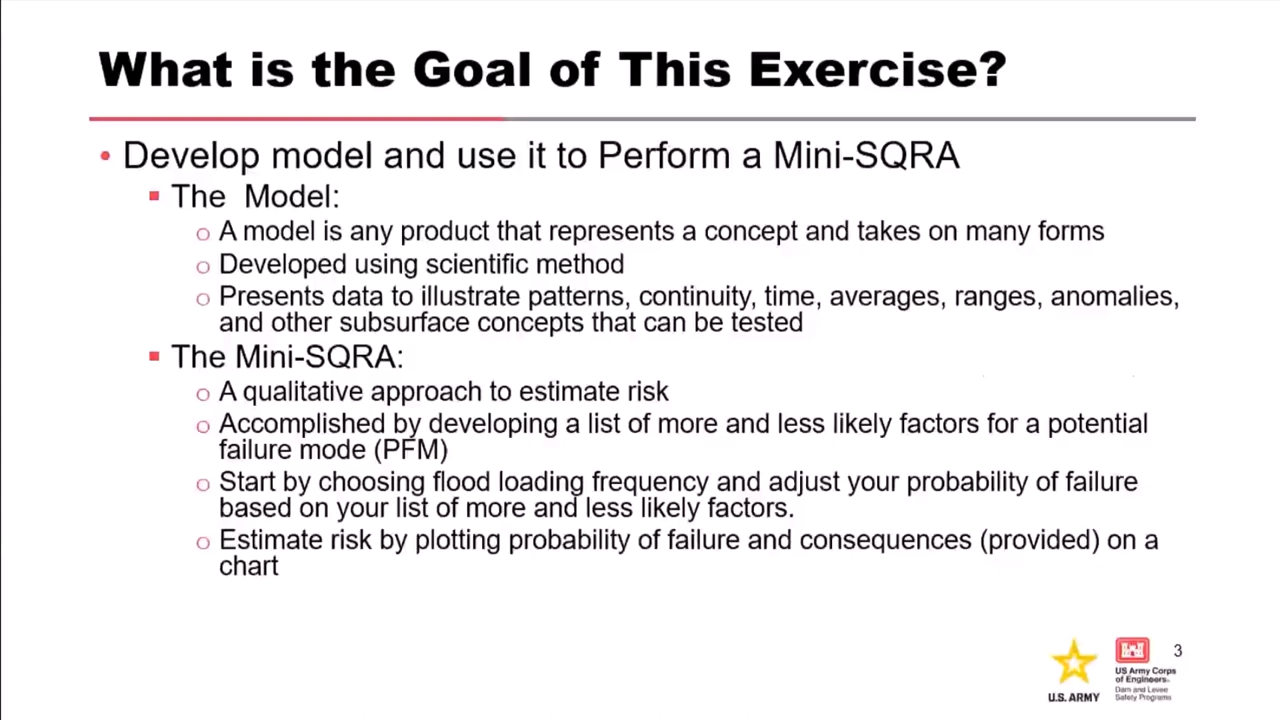 What is the Goal of This Exercise?
• Develop model and use it to Perform a Mini-SQRA
▪ The Model:
o A model is any product that represents a concept and takes on many forms
o Developed using scientific method
o Presents data to illustrate patterns, continuity, time, averages, ranges, anomalies,
and other subsurface concepts that can be tested
▪ The Mini-SQRA:
o A qualitative approach to estimate risk
o Accomplished by developing a list of more and less likely factors for a potential
failure mode (PFM)
o Start by choosing flood loading frequency and adjust your probability of failure
based on your list of more and less likely factors.
o Estimate risk by plotting probability of failure and consequences (provided) on a
chart
3
U.S. ARMY
US Army Corps
of Engineers®
Dam and Levee
Safety Programs